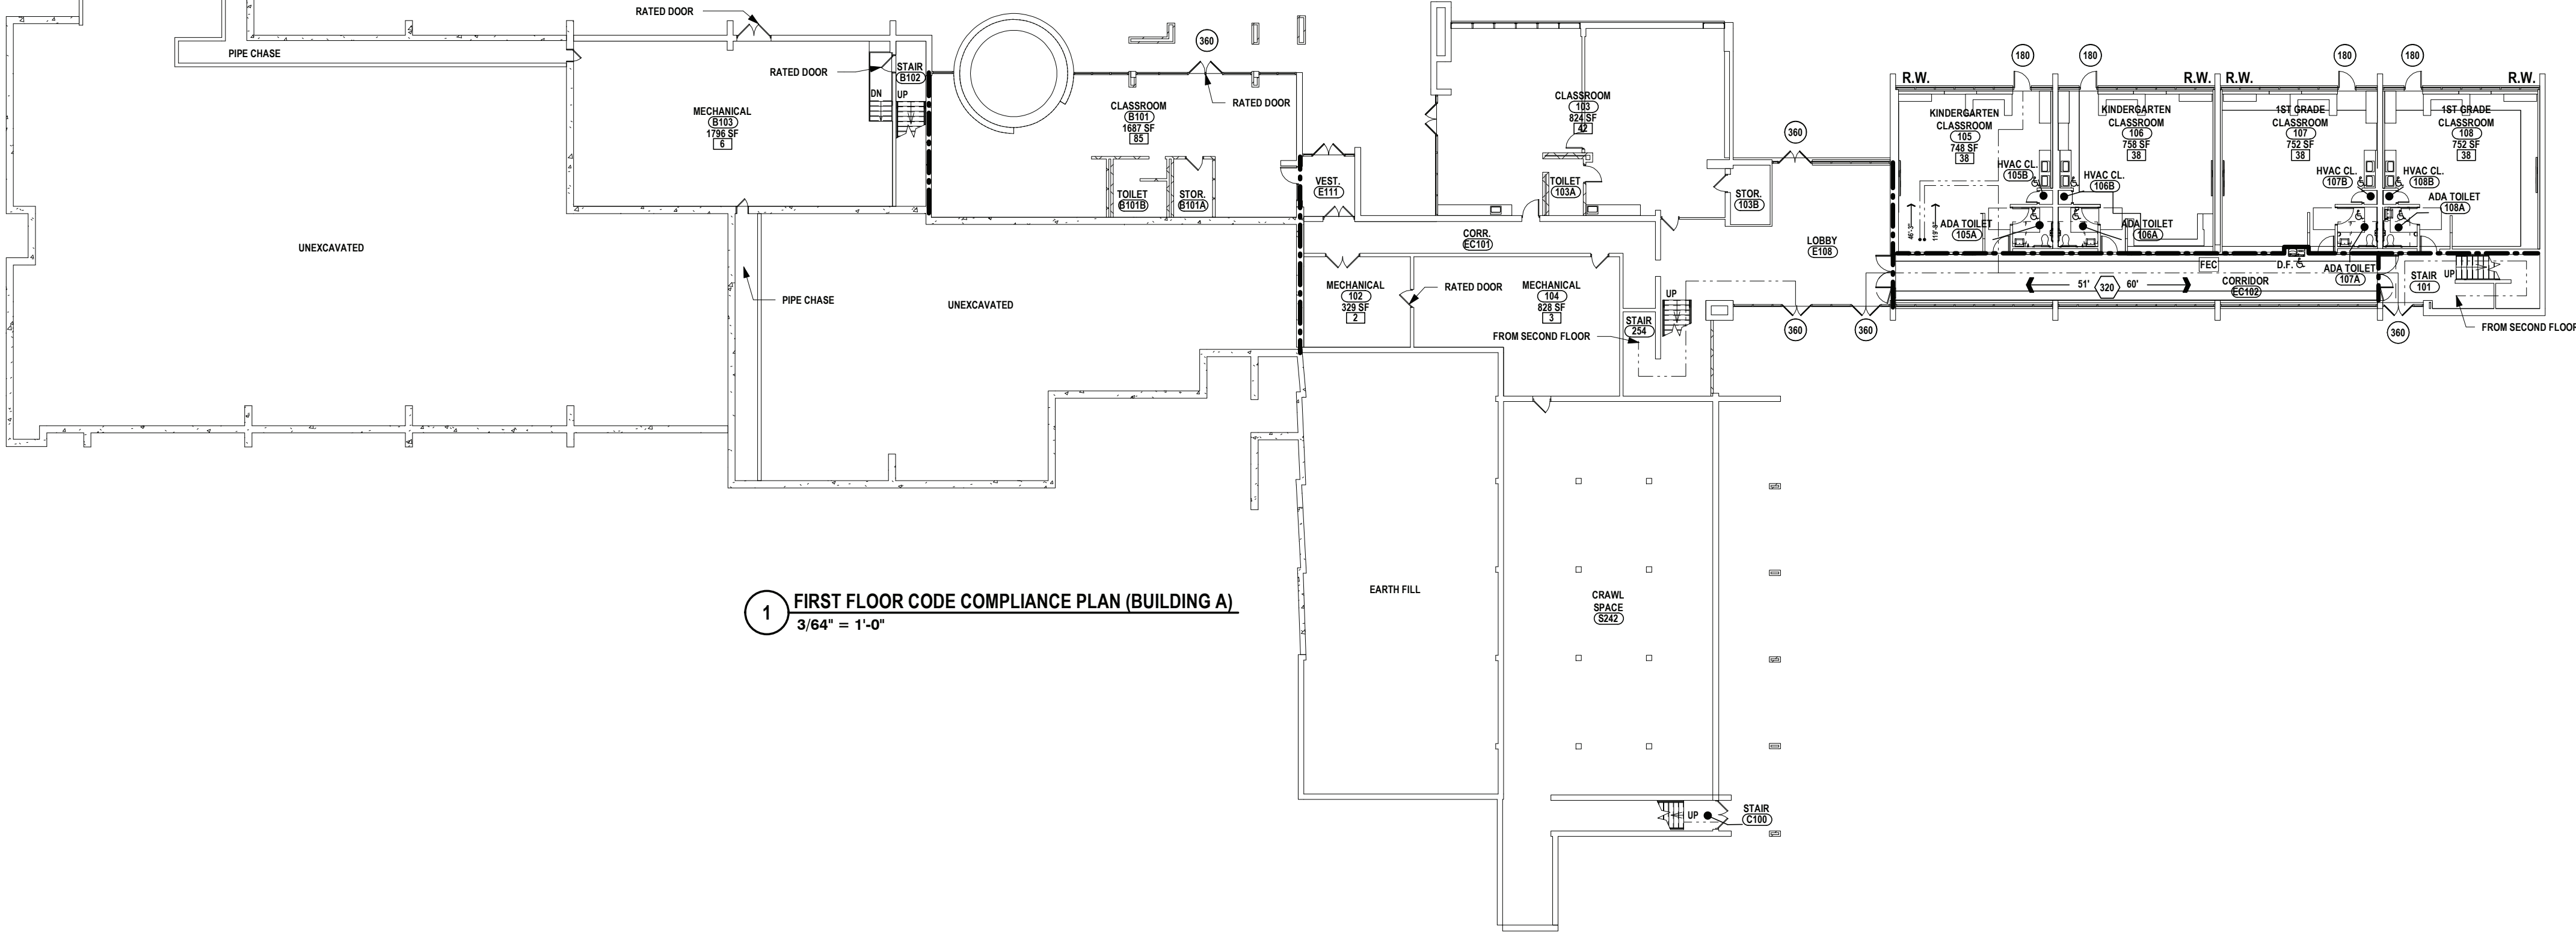 RATED DOOR
PIPE CHASE
RATED DOOR
STAIR
B102
DN
UP
MECHANICAL
B103
1796 SF
6
UNEXCAVATED
PIPE CHASE
UNEXCAVATED
360
RATED DOOR
CLASSROOM
B101
1687 SF
85
TOILET
B101B
STOR.
B101A
VEST.
E111
CLASSROOM
103
824 SF
42
TOILET
103A
STOR.
103B
CORR.
EC101
MECHANICAL
102
329 SF
2
RATED DOOR
MECHANICAL
104
828 SF
3
FROM SECOND FLOOR
STAIR
254
UP
360
LOBBY
E108
360
360
180
180
180
180
R.W.
R.W.
R.W.
R.W.
KINDERGARTEN
CLASSROOM
105
748 SF
38
HVAC CL.
105B
46'-3"
ADA TOILET
105A
KINDERGARTEN
CLASSROOM
106
758 SF
38
HVAC CL.
106B
ADA TOILET
106A
1ST GRADE
CLASSROOM
107
752 SF
38
HVAC CL.
107B
ADA TOILET
107A
1ST GRADE
CLASSROOM
108
752 SF
38
HVAC CL.
108B
ADA TOILET
108A
FEC
D.F.
51'
320
60'
CORRIDOR
EC102
STAIR
101
UP
360
FROM SECOND FLOOR
EARTH FILL
CRAWL
SPACE
S242
UP
STAIR
C100
1
FIRST FLOOR CODE COMPLIANCE PLAN (BUILDING A)
3/64" = 1'-0"